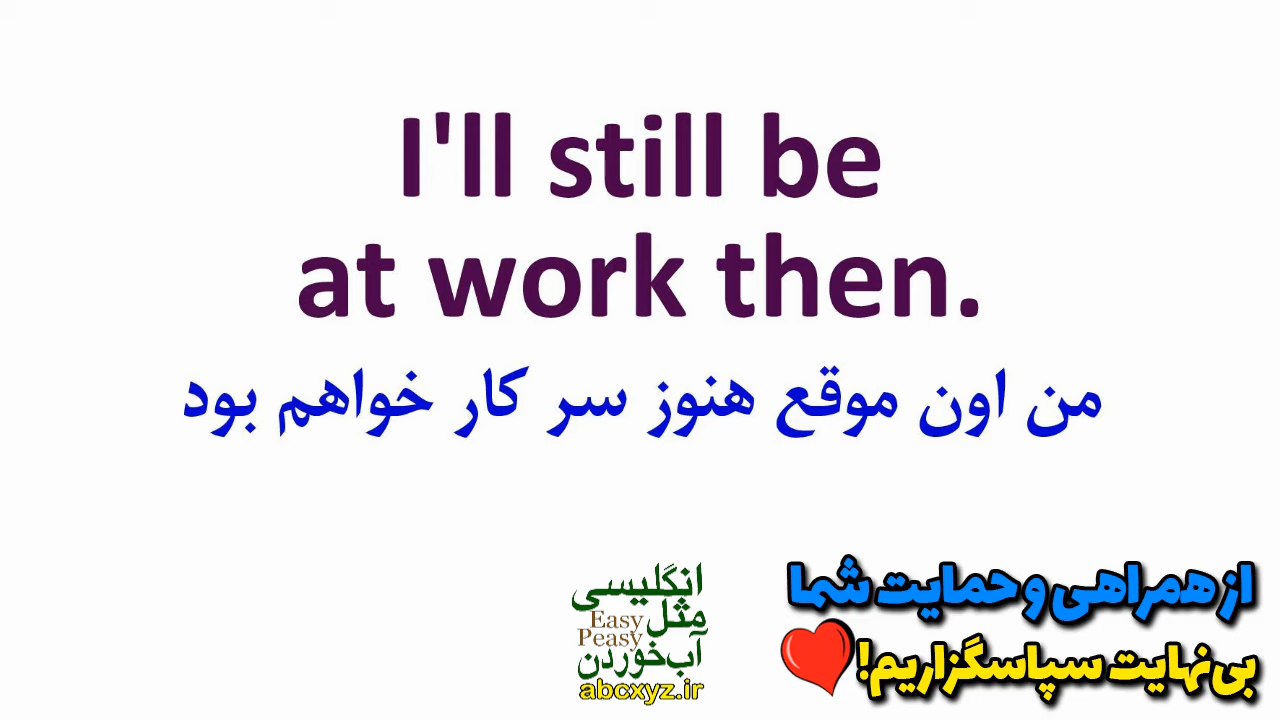 I'll still be
at work then.
من اون موقع هنوز سر کار خواهم بود
انگلیسی
مثل
Easy
Peasy
آب‌خوردن
abcxyz.ir
از همراهی و حمایت شما
بی‌نهایت سپاسگزاریم!